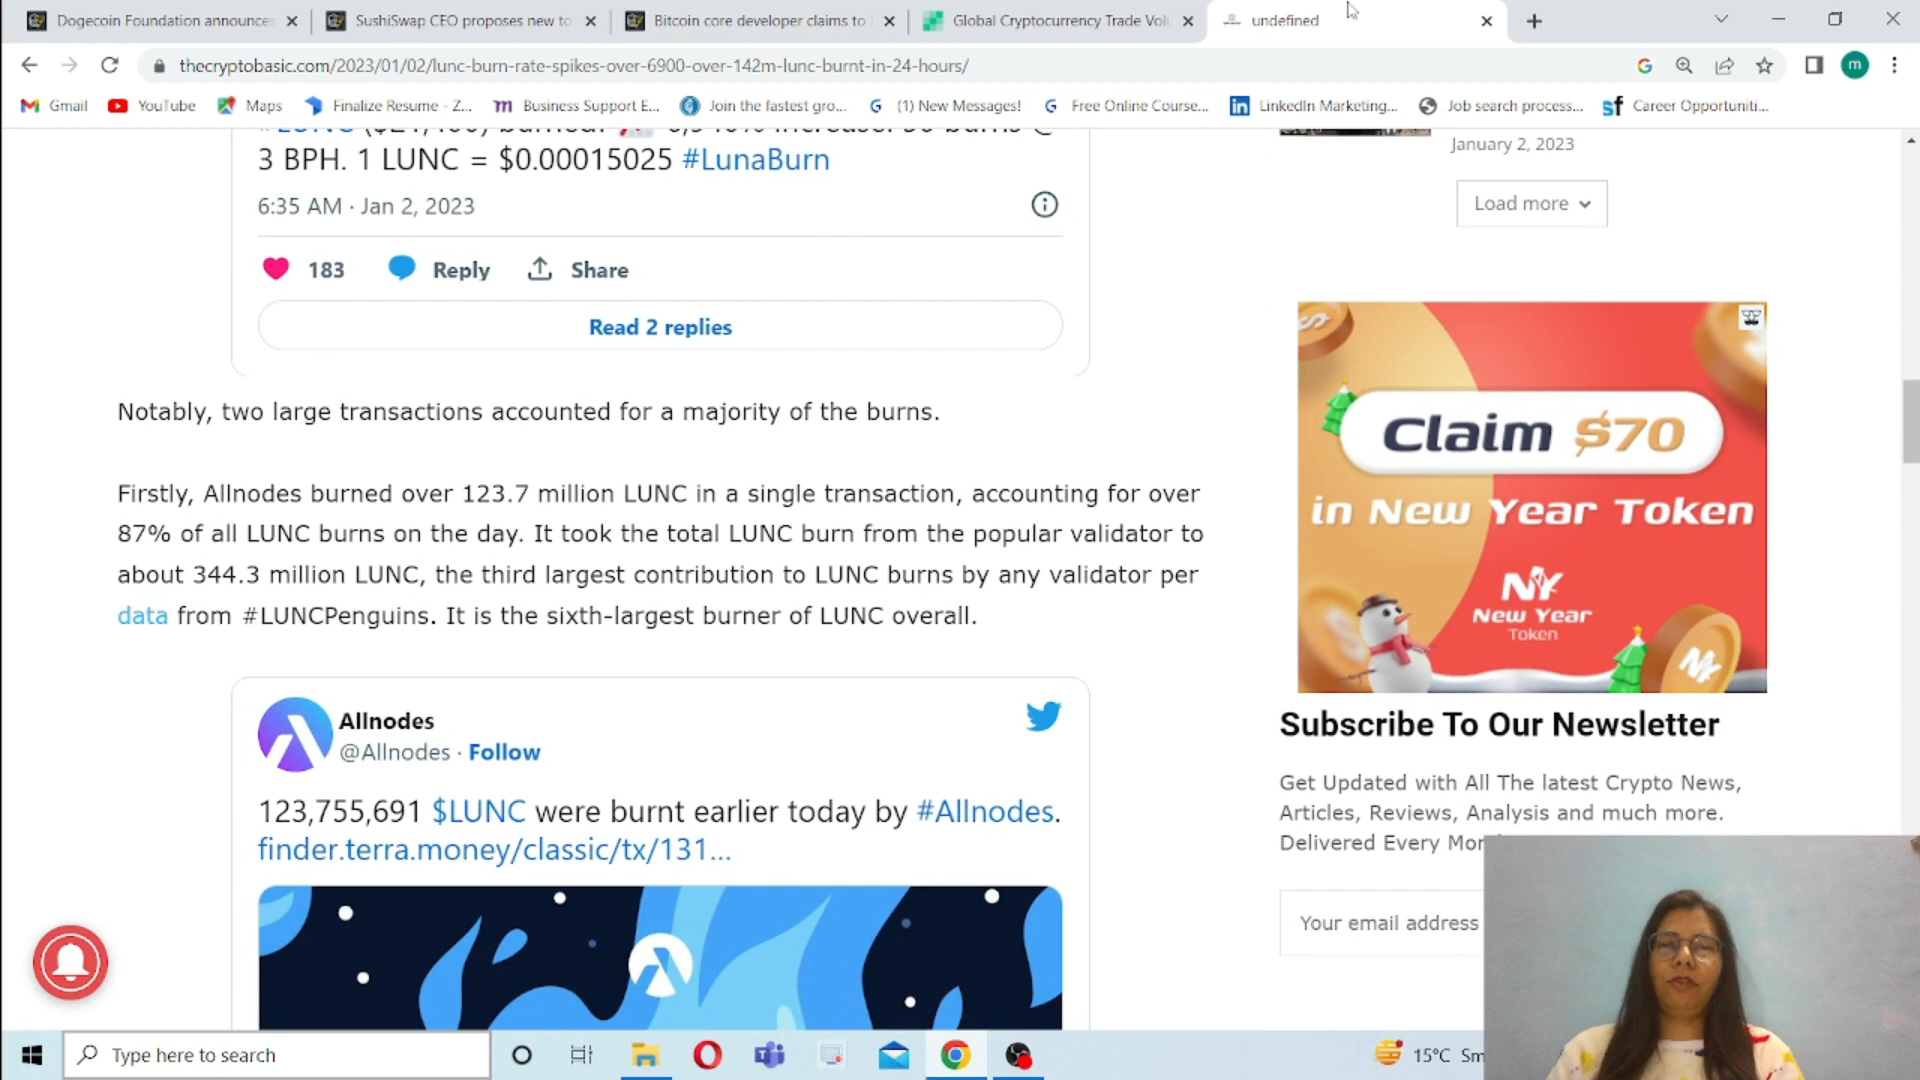 Dogecoin Foundation announces
SushiSwap CEO proposes new to
Bitcoin core developer claims to
Global Cryptocurrency Trade Volu
undefined
thecryptobasic.com/2023/01/02/lunc-burn-rate-spikes-over-6900-over-142m-lunc-burnt-in-24-hours/
m
Gmail
YouTube
Maps
Finalize Resume - Z...
Business Support E...
Join the fastest gro...
(1) New Messages!
Free Online Course...
LinkedIn Marketing...
Job search process...
Career Opportuniti...
3 BPH. 1 LUNC = $0.00015025 #LunaBurn
6:35 AM · Jan 2, 2023
183
Reply
Share
Read 2 replies
Notably, two large transactions accounted for a majority of the burns.
Firstly, Allnodes burned over 123.7 million LUNC in a single transaction, accounting for over
87% of all LUNC burns on the day. It took the total LUNC burn from the popular validator to
about 344.3 million LUNC, the third largest contribution to LUNC burns by any validator per
data from #LUNCPenguins. It is the sixth-largest burner of LUNC overall.
Allnodes
@Allnodes · Follow
123,755,691 $LUNC were burnt earlier today by #Allnodes.
finder.terra.money/classic/tx/131...
January 2, 2023
Load more
Claim $70
in New Year Token
NY
New Year
Token
Subscribe To Our Newsletter
Get Updated with All The latest Crypto News,
Articles, Reviews, Analysis and much more.
Delivered Every
Your email address
Type here to search
15°C